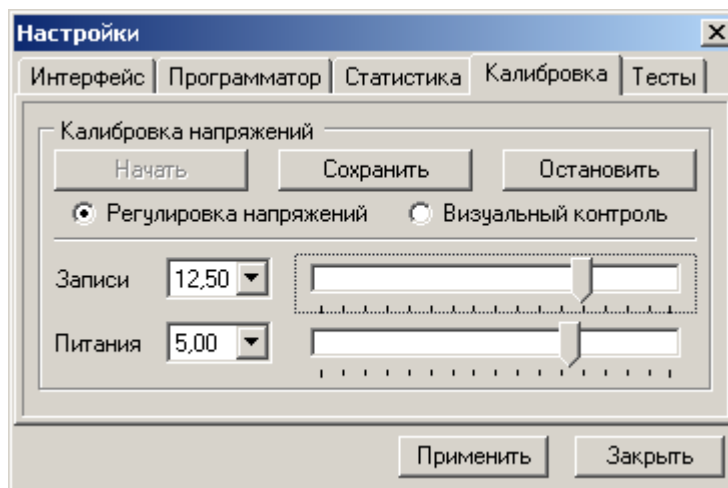 Настройки
Интерфейс Программатор Статистика Калибровка Тесты
Калибровка напряжений
Начать Сохранить Остановить
Регулировка напряжений Визуальный контроль
Записи 12,50
Питания 5,00
Применить Закрыть